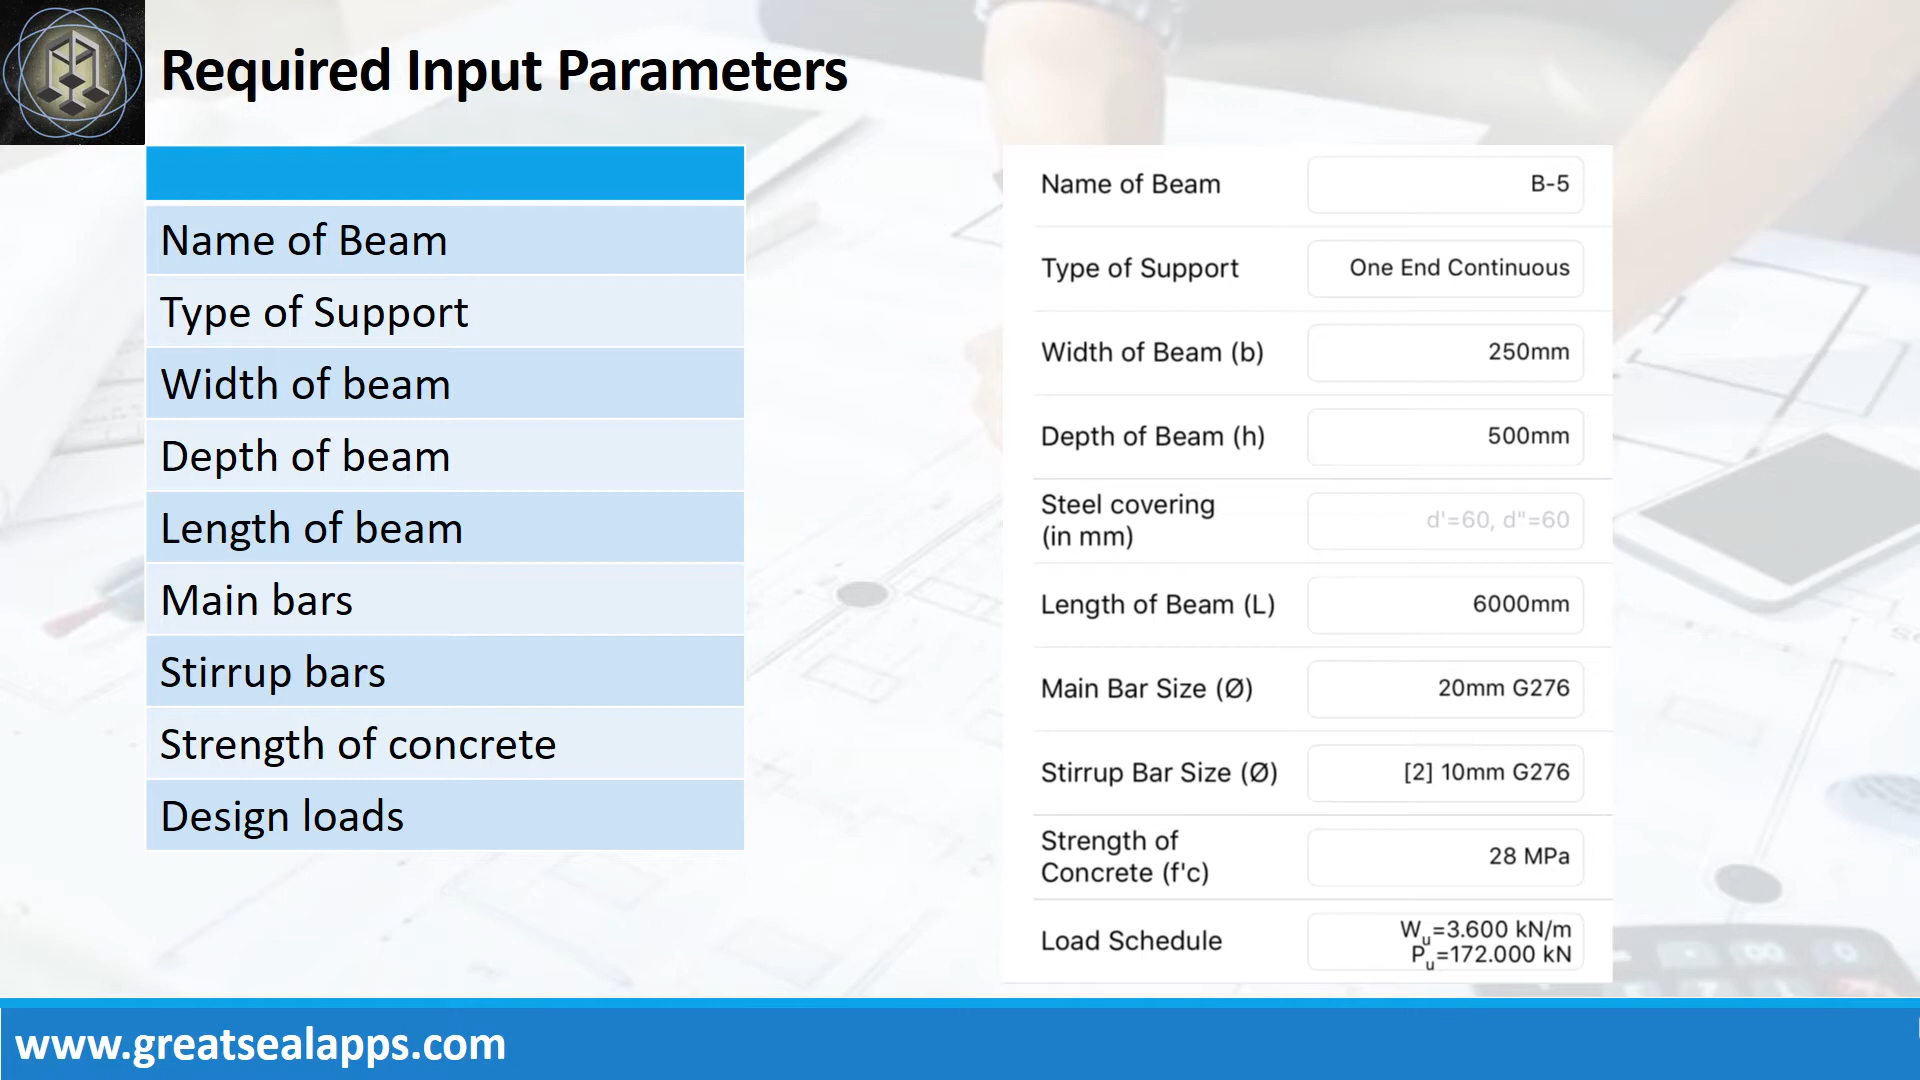 Required Input Parameters
Name of Beam
Type of Support
Width of beam
Depth of beam
Length of beam
Main bars
Stirrup bars
Strength of concrete
Design loads
Name of Beam B-5
Type of Support One End Continuous
Width of Beam (b) 250mm
Depth of Beam (h) 500mm
Steel covering
(in mm) d'=60, d"=60
Length of Beam (L) 6000mm
Main Bar Size (Ø) 20mm G276
Stirrup Bar Size (Ø) [2] 10mm G276
Strength of
Concrete (f'c) 28 MPa
Load Schedule Wu=3.600 kN/m
Pu=172.000 kN
www.greatsealapps.com